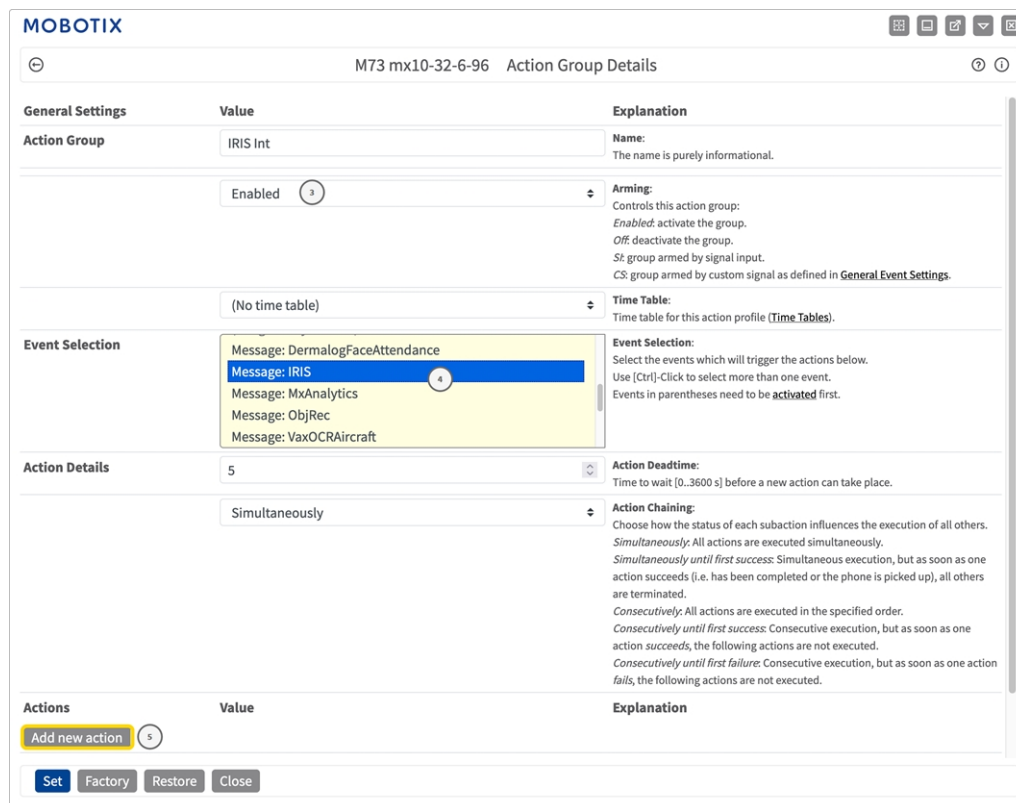 MOBOTIX
M73 mx10-32-6-96 Action Group Details
General Settings Value Explanation
Action Group IRIS Int Name:
The name is purely informational.
Enabled 3 Arming:
Controls this action group:
Enabled: activate the group.
Off: deactivate the group.
SI: group armed by signal input.
CS: group armed by custom signal as defined in General Event Settings.
(No time table) Time Table:
Time table for this action profile (Time Tables).
Event Selection Event Selection:
Message: DermalogFaceAttendance
Select the events which will trigger the actions below.
Message: IRIS 4
Use [Ctrl]-Click to select more than one event.
Message: MxAnalytics
Events in parentheses need to be activated first.
Message: ObjRec
Message: VaxOCRAircraft
Action Details 5 Action Deadtime:
Time to wait [0..3600 s] before a new action can take place.
Simultaneously Action Chaining:
Choose how the status of each subaction influences the execution of all others.
Simultaneously: All actions are executed simultaneously.
Simultaneously until first success: Simultaneous execution, but as soon as one
action succeeds (i.e. has been completed or the phone is picked up), all others
are terminated.
Consecutively: All actions are executed in the specified order.
Consecutively until first success: Consecutive execution, but as soon as one
action succeeds, the following actions are not executed.
Consecutively until first failure: Consecutive execution, but as soon as one action
fails, the following actions are not executed.
Actions Value Explanation
Add new action 5
Set Factory Restore Close